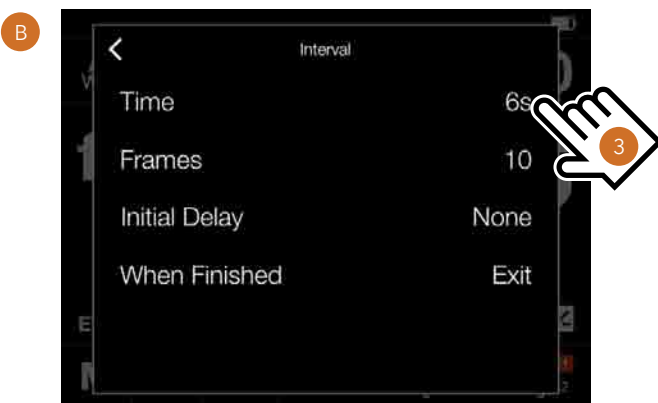 B
Interval
Time 6s
Frames 10
3
Initial Delay None
When Finished Exit